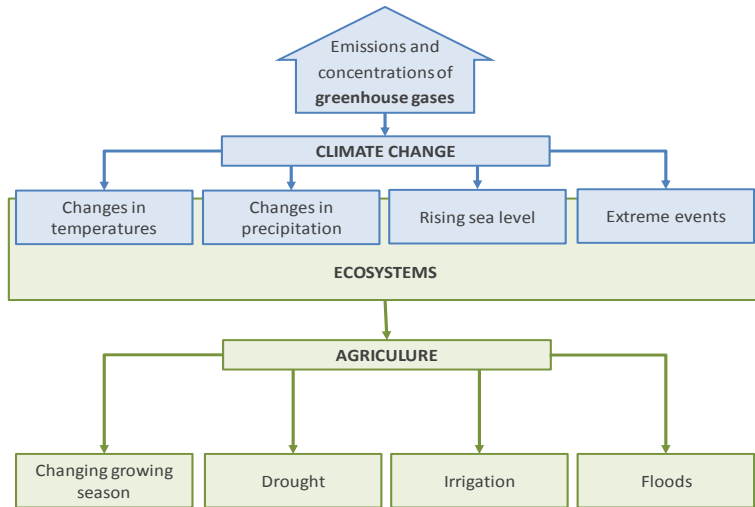 Emissions and
concentrations of
greenhouse gases
CLIMATE CHANGE
Changes in
temperatures
Changes in
precipitation
Rising sea level
Extreme events
ECOSYSTEMS
AGRICULURE
Changing growing
season
Drought
Irrigation
Floods